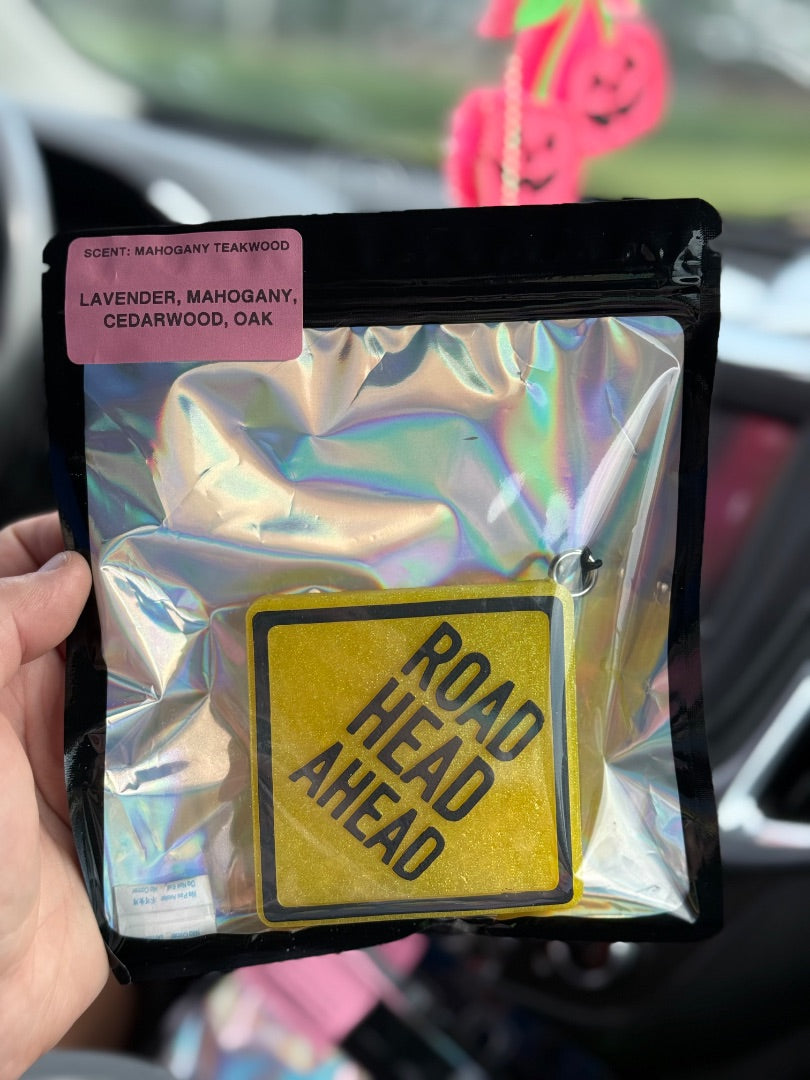 SCENT: MAHOGANY TEAKWOOD
LAVENDER, MAHOGANY,
CEDARWOOD, OAK
ROAD
HEAD
AHEAD